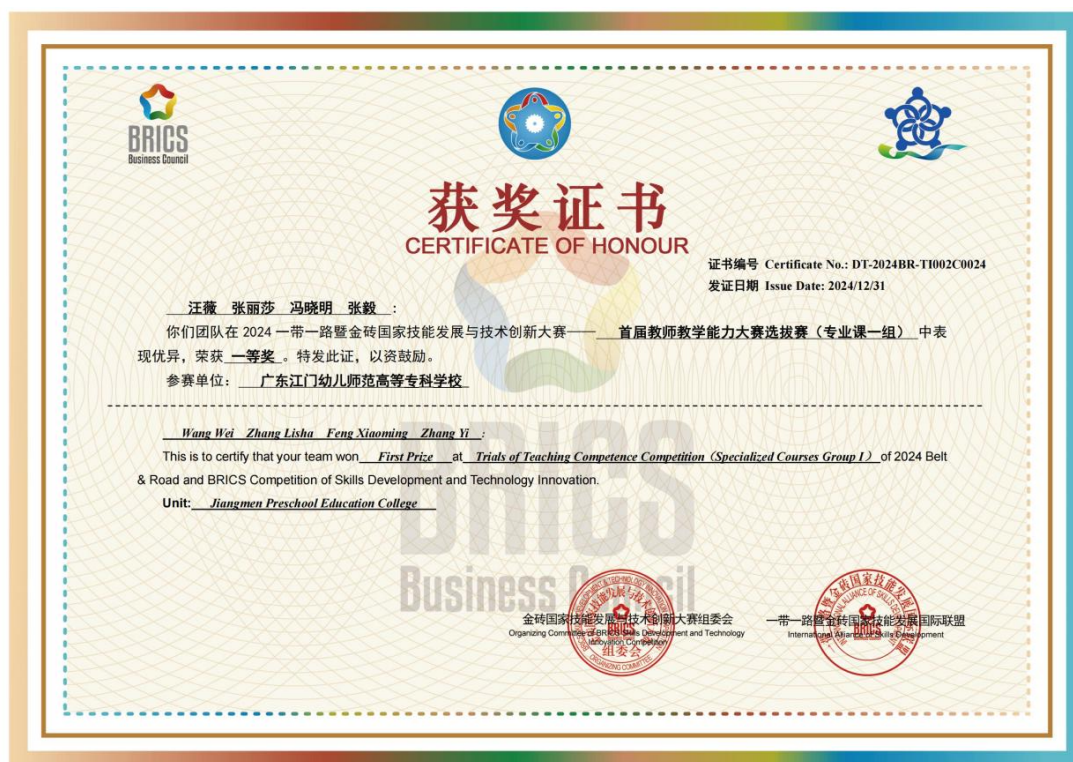 BRICS
Business Council
获奖证书
CERTIFICATE OF HONOUR
证书编号 Certificate No.: DT-2024BR-TI002C0024
发证日期 Issue Date: 2024/12/31
汪薇 张丽莎 冯晓明 张毅 :
你们团队在 2024 一带一路暨金砖国家技能发展与技术创新大赛—— 首届教师教学能力大赛选拔赛（专业课一组） 中表
现优异，荣获 一等奖 。特发此证，以资鼓励。
参赛单位： 广东江门幼儿师范高等专科学校
Wang Wei Zhang Lisha Feng Xiaoming Zhang Yi :
This is to certify that your team won First Prize at Trials of Teaching Competence Competition（Specialized Courses Group I） of 2024 Belt
& Road and BRICS Competition of Skills Development and Technology Innovation.
Unit: Jiangmen Preschool Education College
BRICS
Business Council
金砖国家技能发展与技术创新大赛组委会
Organizing Committee of BRICS Skills Development and Technology
Innovation Competition
组委会
ORGANIZING COMMITTEE
BRICS
一带一路暨金砖国家技能发展国际联盟
International Alliance of Skills Development
BRICS